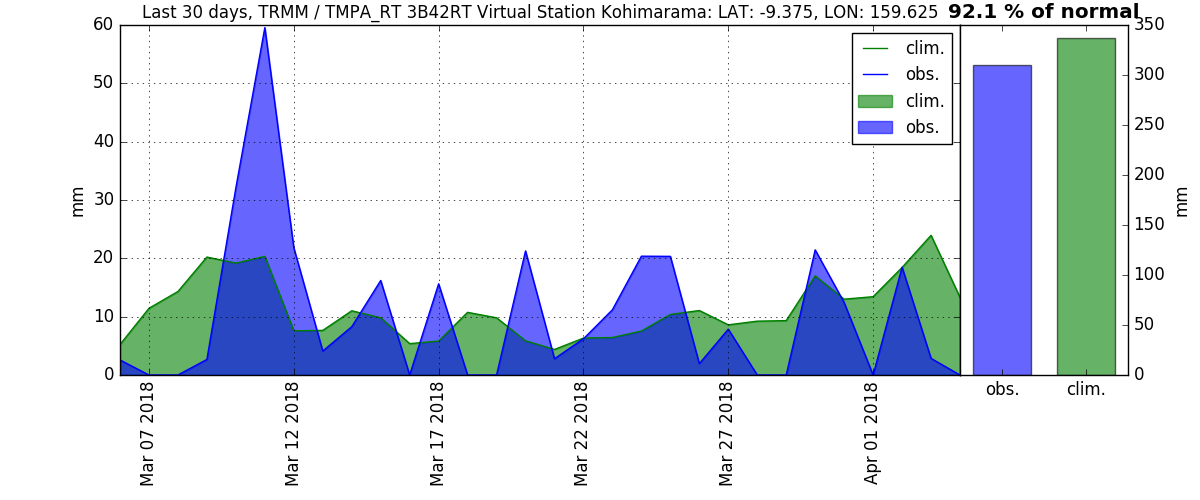 Last 30 days, TRMM / TMPA_RT 3B42RT Virtual Station Kohimarama: LAT: -9.375, LON: 159.625 92.1 % of normal
60
50
40
30
20
10
0
mm
clim.
obs.
clim.
obs.
Mar 07 2018
Mar 12 2018
Mar 17 2018
Mar 22 2018
Mar 27 2018
Apr 01 2018
350
300
250
200
150
100
50
0
mm
obs.
clim.